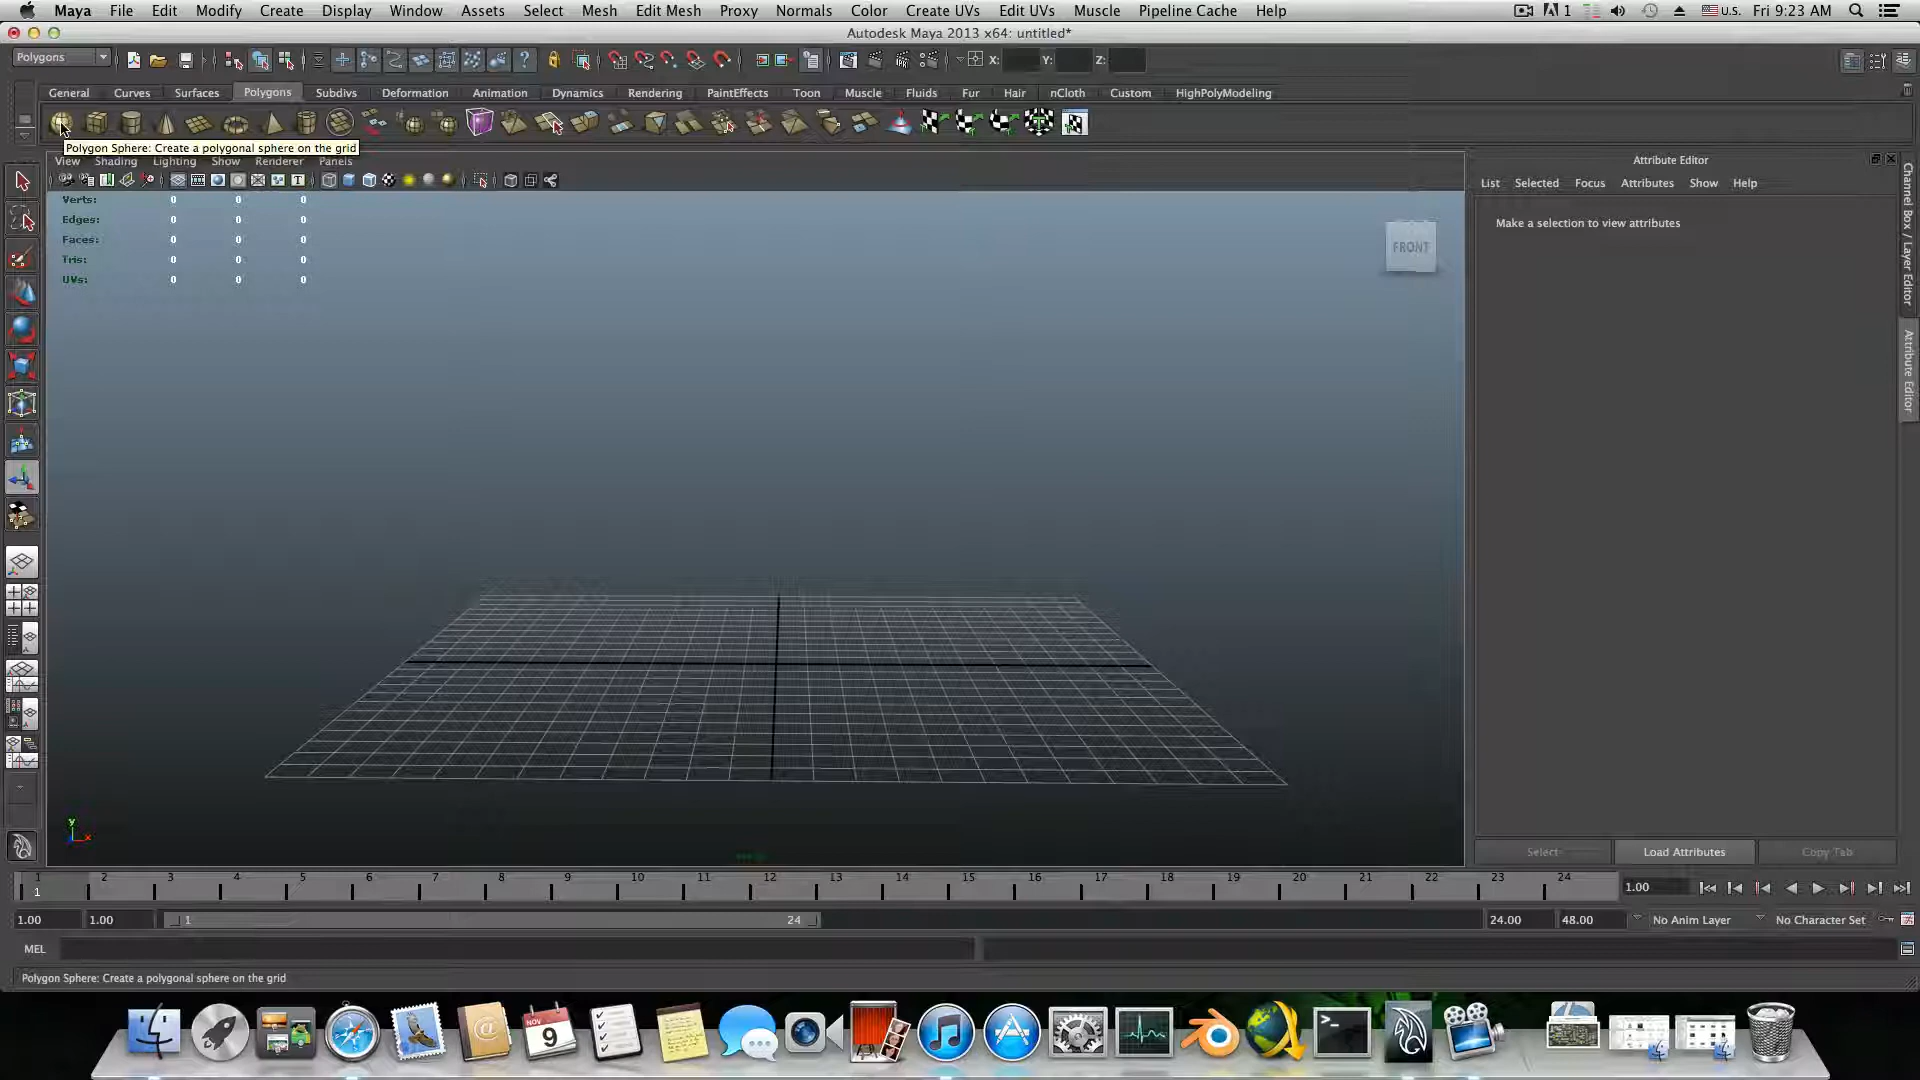 Maya File Edit Modify Create Display Window Assets Select Mesh Edit Mesh Proxy Normals Color Create UVs Edit UVs Muscle Pipeline Cache Help 1 U.S. Fri 9:23 AM
Autodesk Maya 2013 x64: untitled*
Polygons X: Y: Z:
General Curves Surfaces Polygons Subdivs Deformation Animation Dynamics Rendering PaintEffects Toon Muscle Fluids Fur Hair nCloth Custom HighPolyModeling
Polygon Sphere: Create a polygonal sphere on the grid
View Shading Lighting Show Renderer Panels
Attribute Editor
List Selected Focus Attributes Show Help
Make a selection to view attributes
Verts: 0 0 0
Edges: 0 0 0
Faces: 0 0 0
Tris: 0 0 0
UVs: 0 0 0
FRONT
Channel Box / Layer Editor
Attribute Editor
y
x
Select Load Attributes Copy Tab
1 2 3 4 5 6 7 8 9 10 11 12 13 14 15 16 17 18 19 20 21 22 23 24
1 1.00
1.00 1.00 1 24 24.00 48.00 No Anim Layer No Character Set
MEL
Polygon Sphere: Create a polygonal sphere on the grid
NOV
9